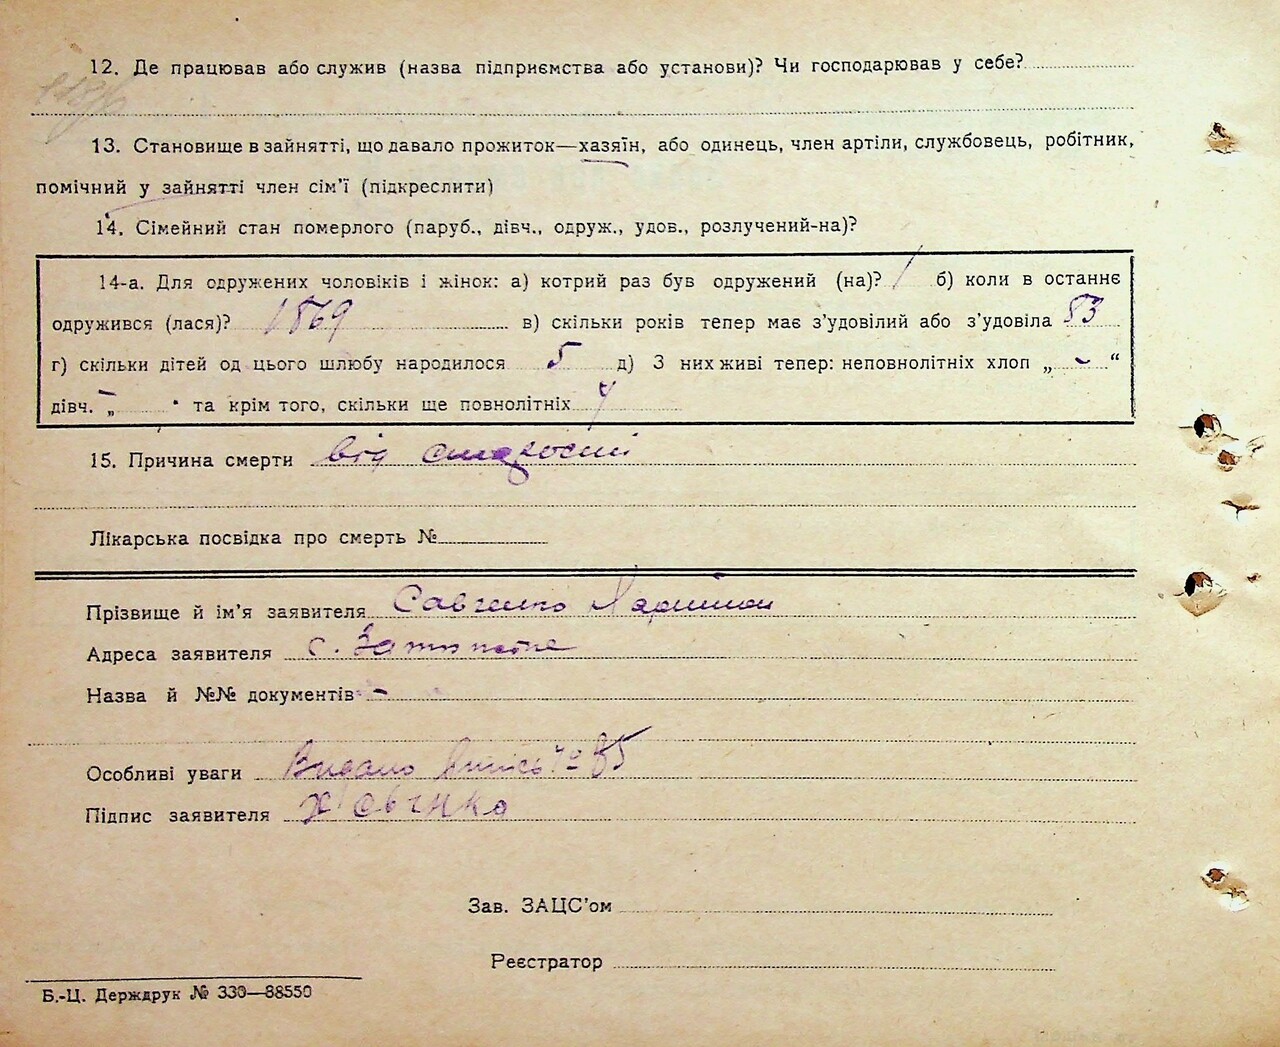 12. Де працював або служив (назва підприємства або установи)? Чи господарював у себе?
13. Становище в зайнятті, що давало прожиток—хазяїн, або одинець, член артіли, службовець, робітник,
помічний у зайнятті член сім’ї (підкреслити)
14. Сімейний стан померлого (паруб., дівч., одруж., удов., розлучений-на)?
14-а. Для одружених чоловіків і жінок: а) котрий раз був одружений (на)? 1 б) коли в останнє
одружився (лася)? 1869 в) скільки років тепер має з’удовілий або з’удовіла 83
г) скільки дітей од цього шлюбу народилося 5 д) З них живі тепер: неповнолітніх хлоп „ - “
дівч. „ - “ та крім того, скільки ще повнолітніх 4
15. Причина смерти від старости
Лікарська посвідка про смерть №
Прізвище й ім’я заявителя Савченко
Адреса заявителя с.
Назва й №№ документів -
Особливі уваги Видано випись № 85
Підпис заявителя
Зав. ЗАЦС’ом
Реєстратор
Б.-Ц. Держдрук № 330—88550